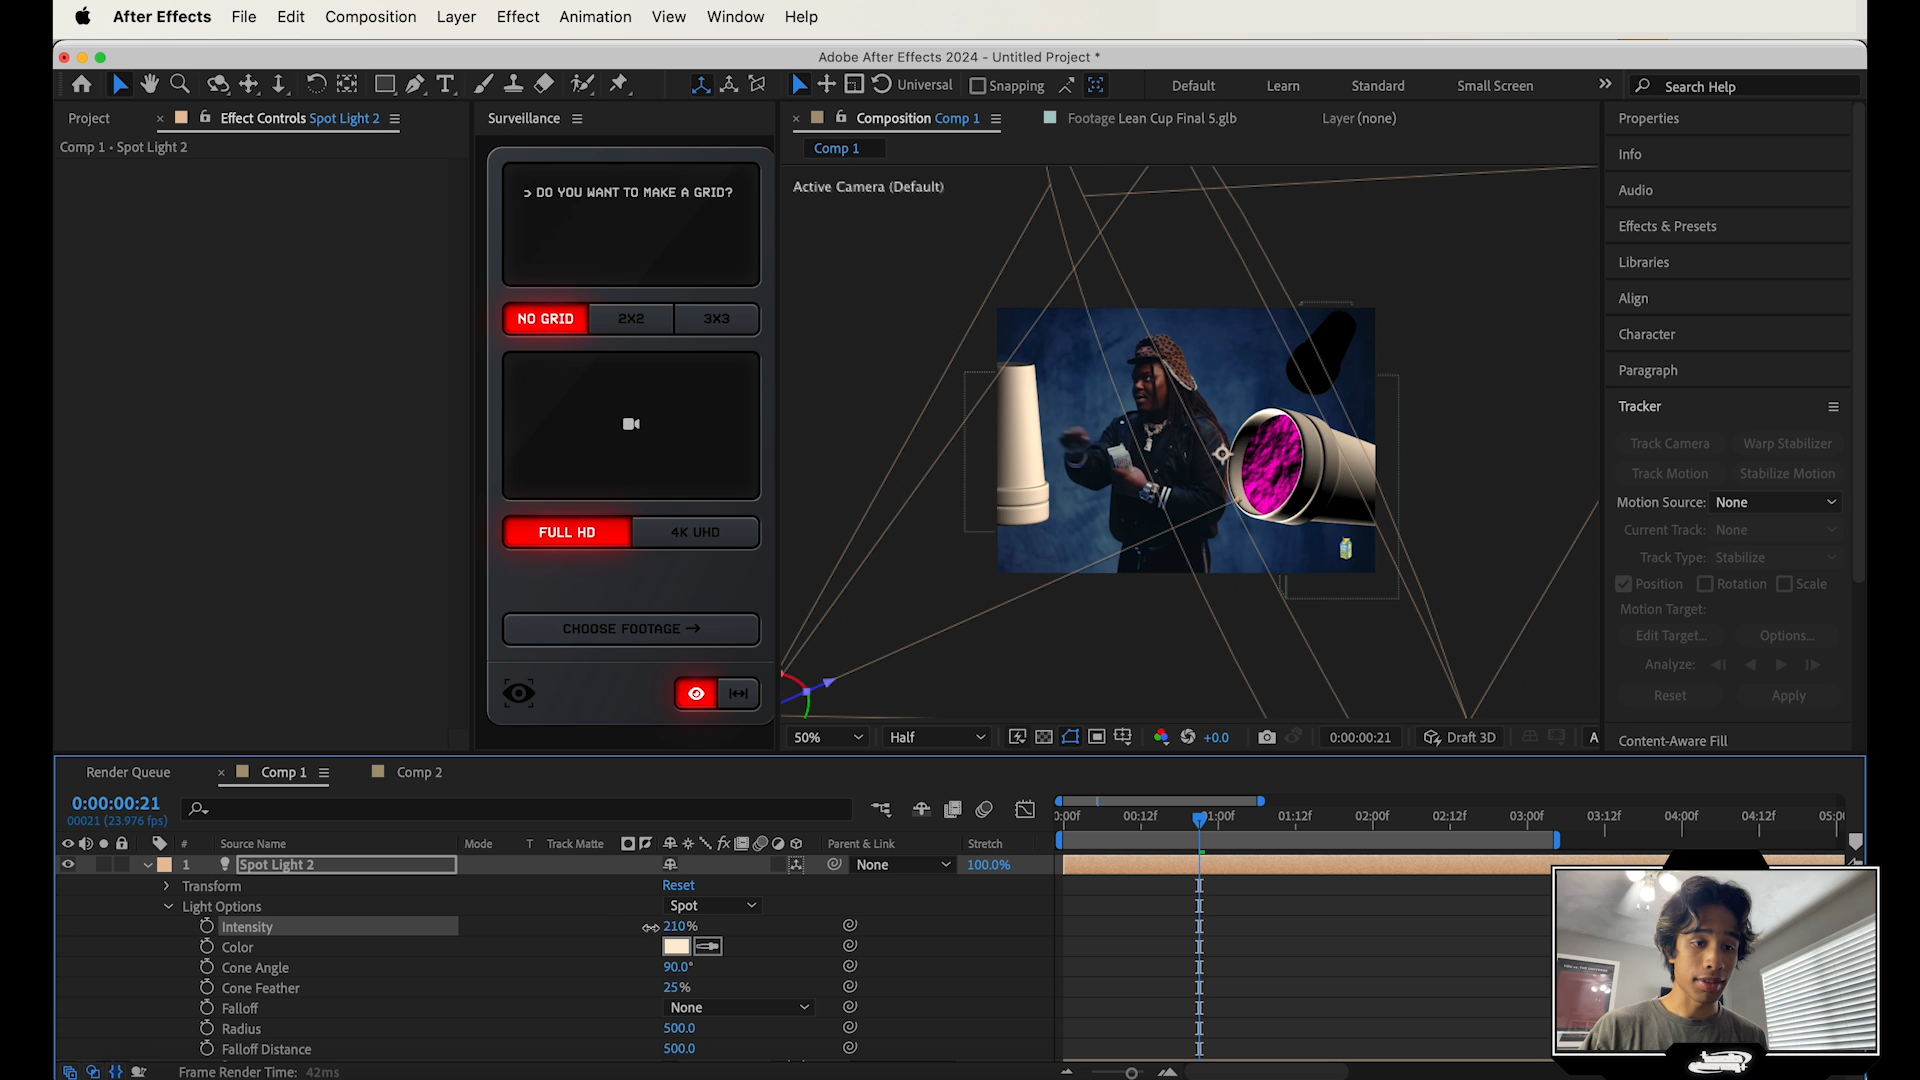 After Effects File Edit Composition Layer Effect Animation View Window Help
Adobe After Effects 2024 - Untitled Project *
Universal Snapping Default Learn Standard Small Screen Search Help
Project Effect Controls Spot Light 2
Comp 1 • Spot Light 2
Surveillance
DO YOU WANT TO MAKE A GRID?
NO GRID 2X2 3X3
FULL HD 4K UHD
CHOOSE FOOTAGE →
Composition Comp 1 Footage Lean Cup Final 5.glb Layer (none)
Comp 1
Active Camera (Default)
50% Half +0.0 0:00:00:21 Draft 3D A
Properties
Info
Audio
Effects & Presets
Libraries
Align
Character
Paragraph
Tracker
Track Camera Warp Stabilizer
Track Motion Stabilize Motion
Motion Source: None
Current Track: None
Track Type: Stabilize
Position Rotation Scale
Motion Target:
Edit Target... Options...
Analyze:
Reset Apply
Content-Aware Fill
Render Queue Comp 1 Comp 2
0:00:00:21
00021 (23.976 fps)
:00f 00:12f 01:00f 01:12f 02:00f 02:12f 03:00f 03:12f 04:00f 04:12f 05:00
# Source Name Mode T Track Matte fx Parent & Link Stretch
1 Spot Light 2 None 100.0%
Transform Reset
Light Options Spot
Intensity 210%
Color
Cone Angle 90.0°
Cone Feather 25%
Falloff None
Radius 500.0
Falloff Distance 500.0
Frame Render Time: 42ms